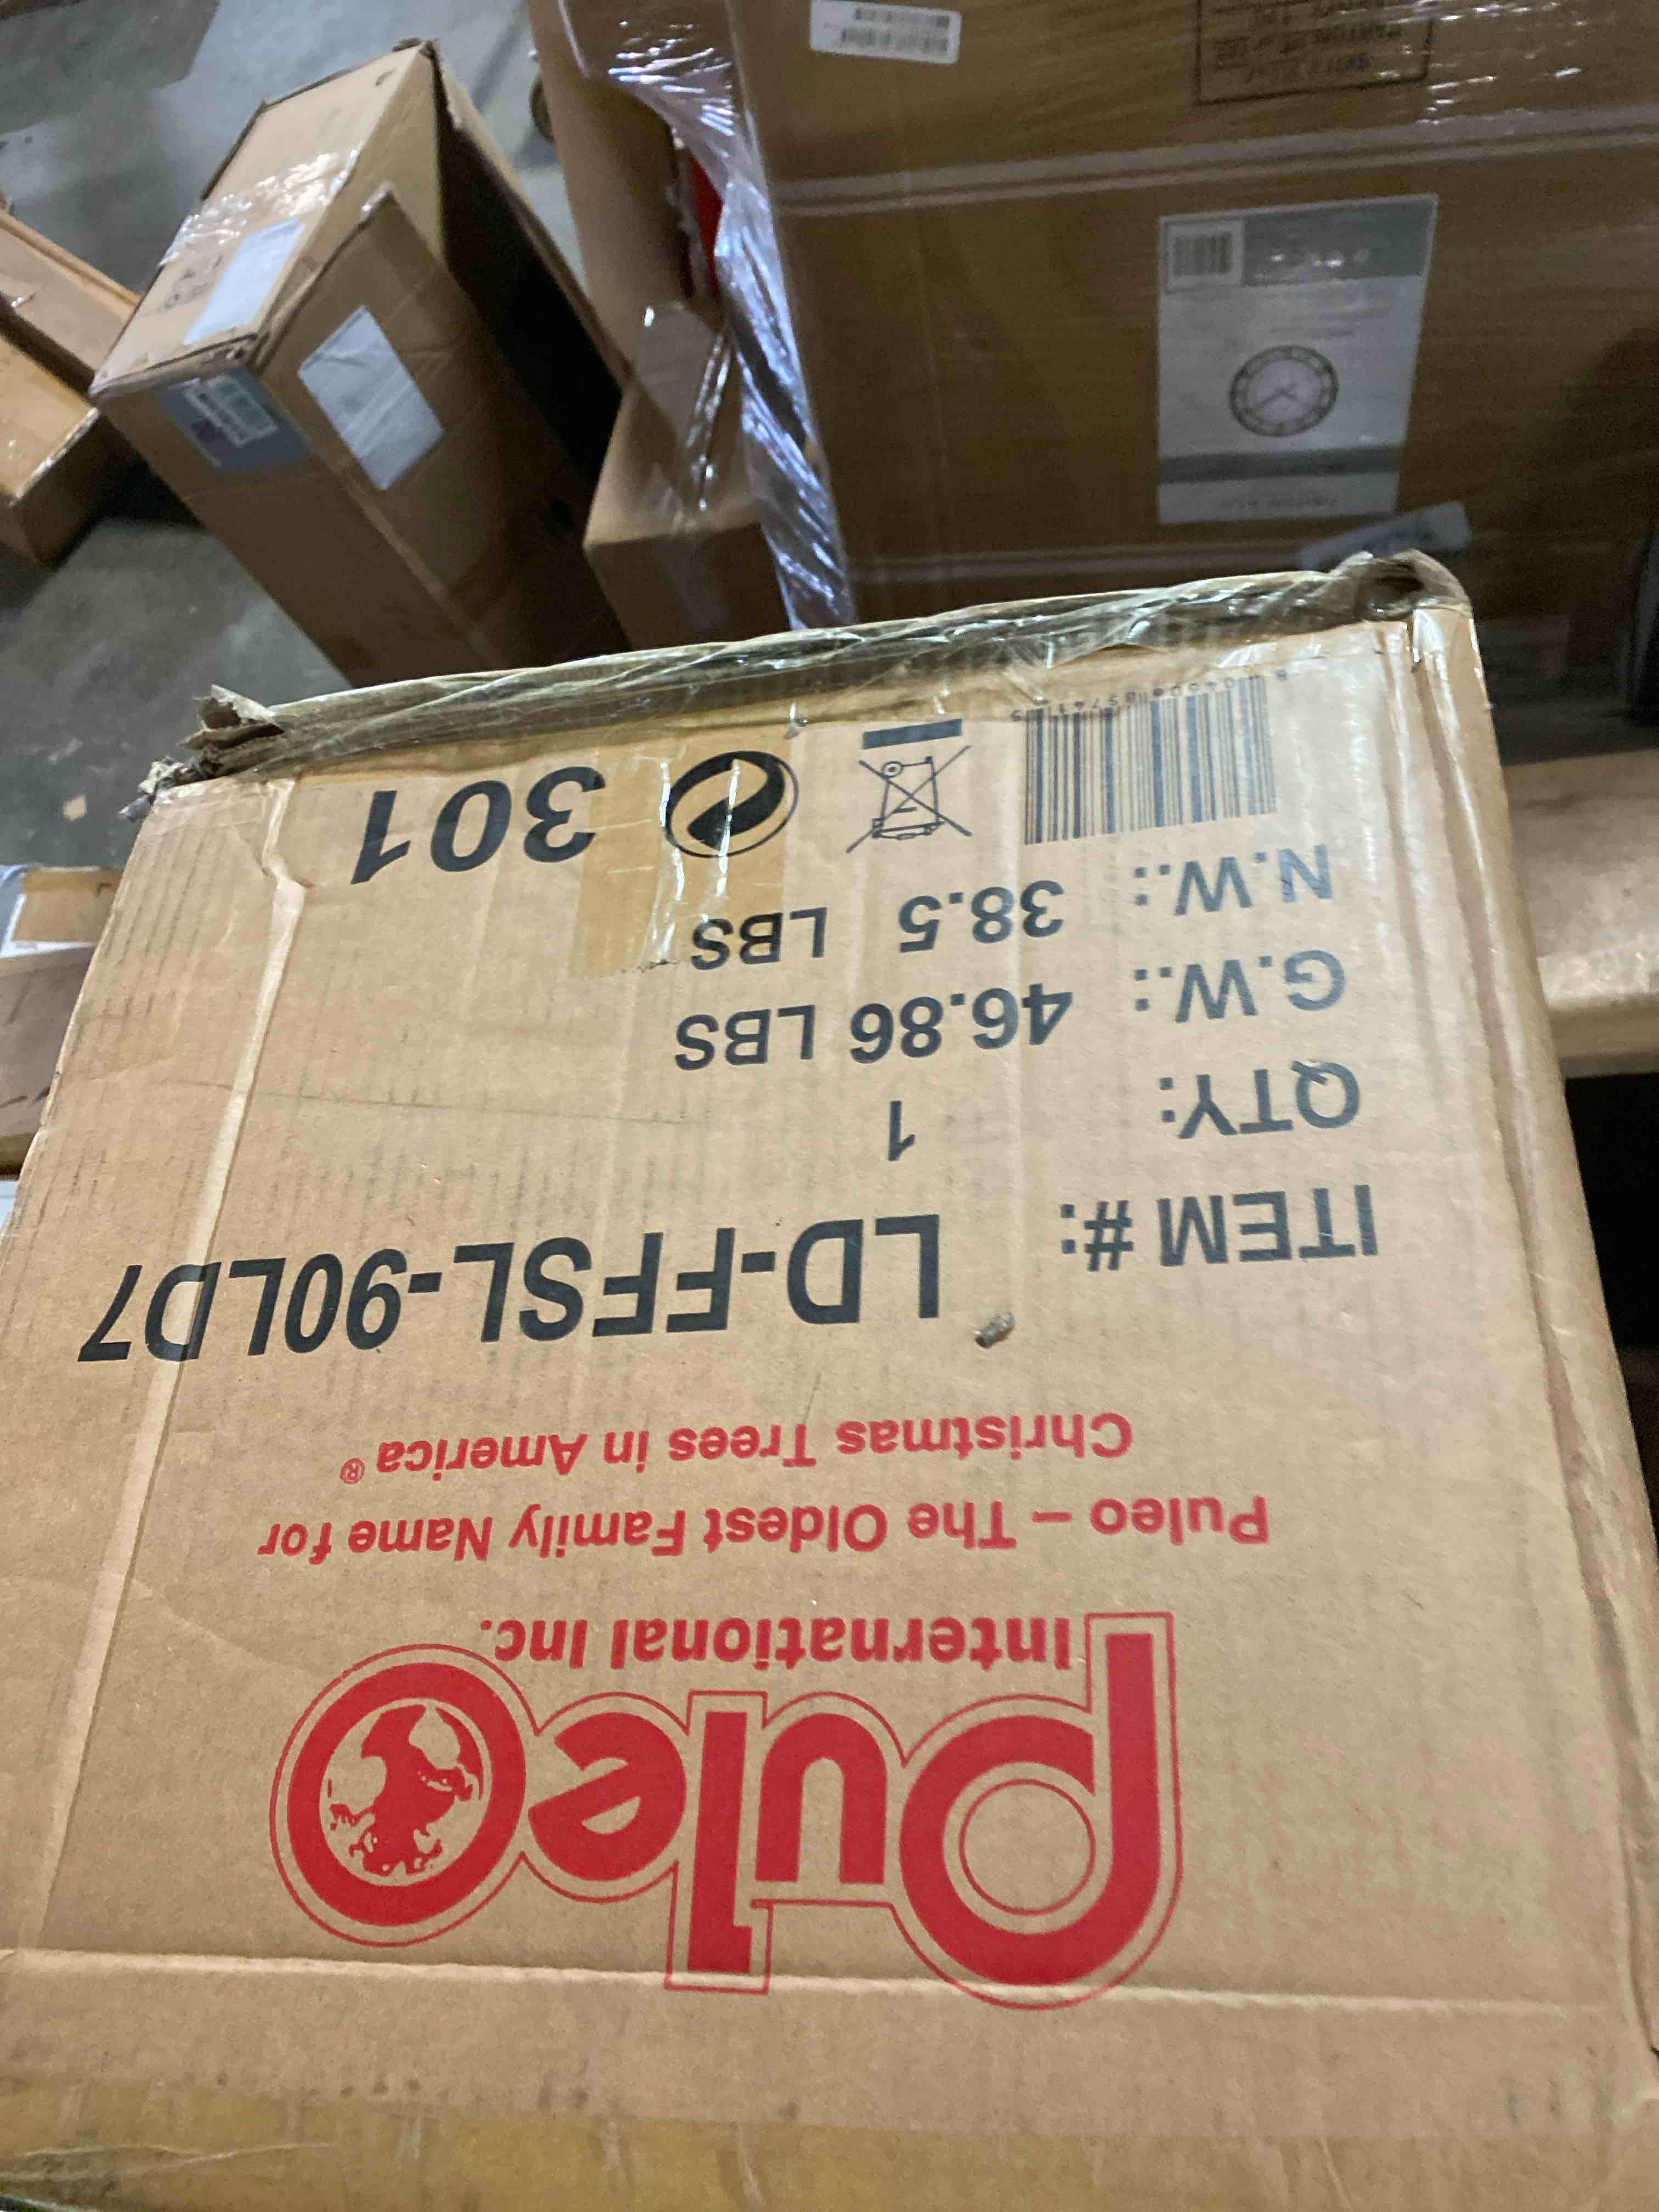 puleo
International Inc.
Puleo – The Oldest Family Name for
Christmas Trees in America®
ITEM #: LD-FFSL-90LD7
QTY: 1
G.W.: 46.86 LBS
N.W.: 38.5 LBS
301